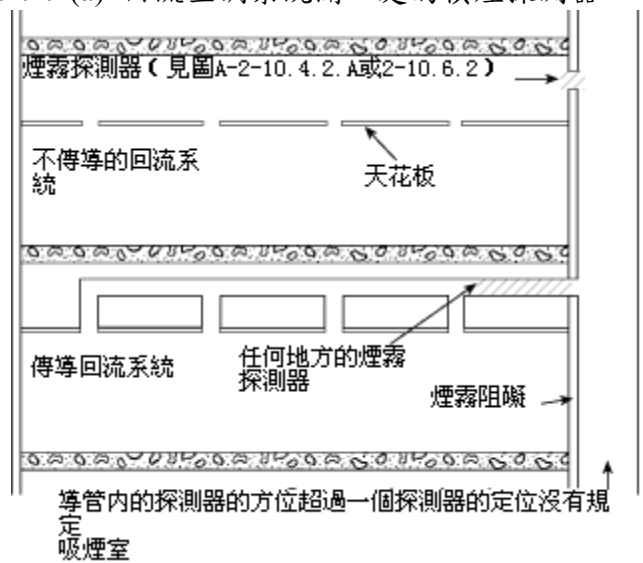 煙霧探測器(見圖A-2-10.4.2.A或2-10.6.2)
不傳導的回流系
統
天花板
傳導回流系統
任何地方的煙霧
探測器
煙霧阻礙
導管内的探測器的方位超過一個探測器的定位沒有規
定
吸煙室